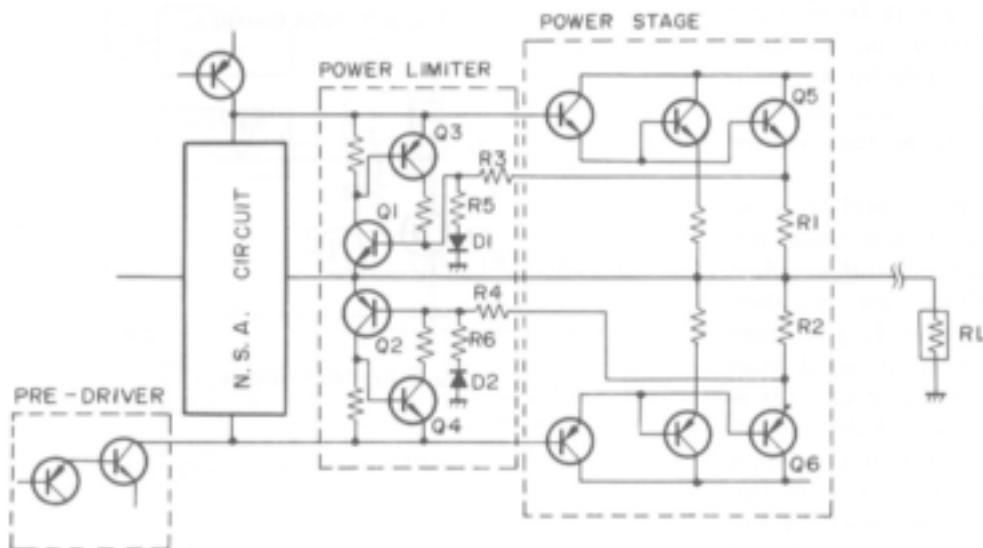 POWER STAGE
POWER LIMITER
Q3
Q5
R3
Q1
R5
R1
D1
N.S.A. CIRCUIT
R4
Q2
R6
R2
RL
D2
PRE-DRIVER
Q4
Q6